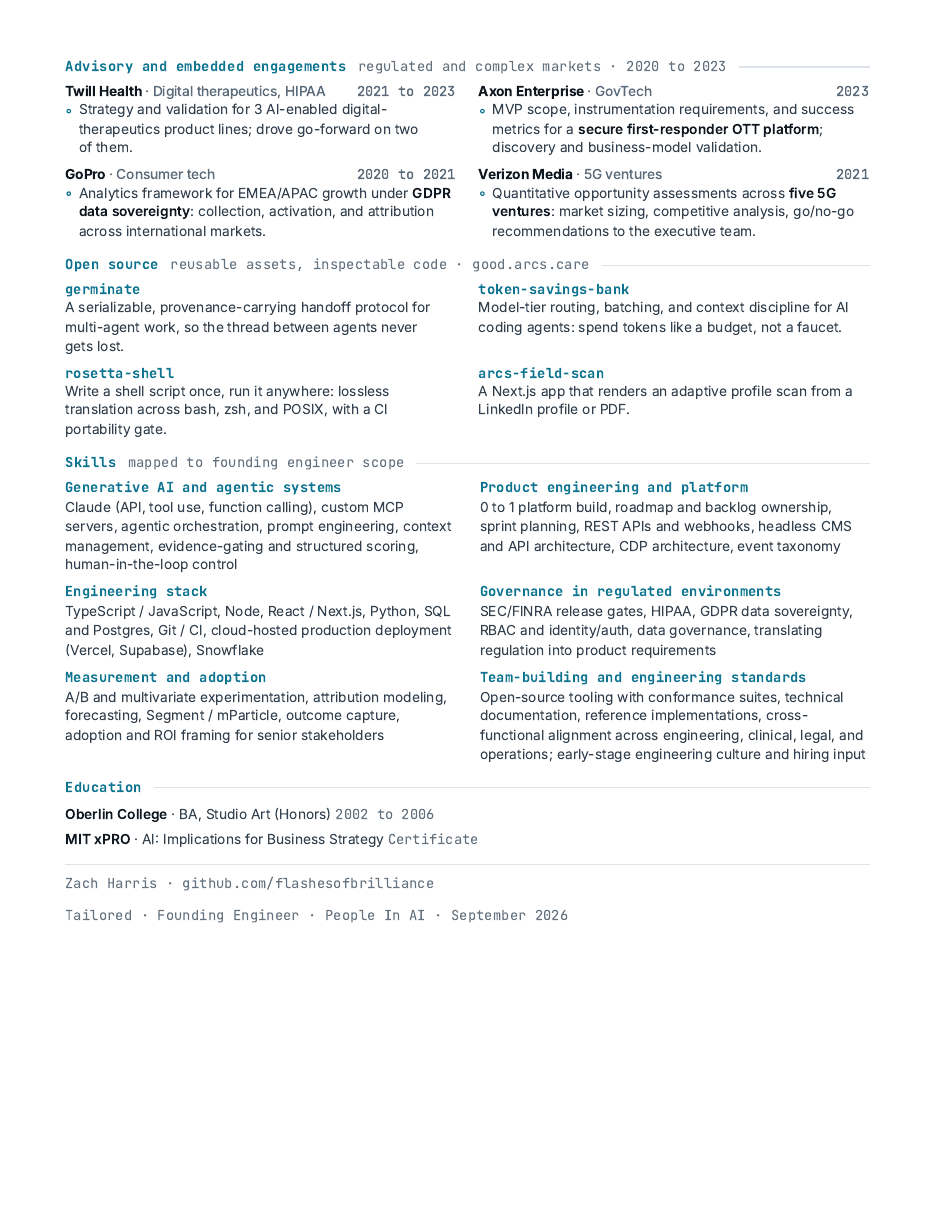 Advisory and embedded engagements regulated and complex markets · 2020 to 2023
Twill Health · Digital therapeutics, HIPAA 2021 to 2023
Strategy and validation for 3 AI-enabled digital-
therapeutics product lines; drove go-forward on two
of them.
Axon Enterprise · GovTech 2023
MVP scope, instrumentation requirements, and success
metrics for a secure first-responder OTT platform;
discovery and business-model validation.
GoPro · Consumer tech 2020 to 2021
Analytics framework for EMEA/APAC growth under GDPR
data sovereignty: collection, activation, and attribution
across international markets.
Verizon Media · 5G ventures 2021
Quantitative opportunity assessments across five 5G
ventures: market sizing, competitive analysis, go/no-go
recommendations to the executive team.
Open source reusable assets, inspectable code · good.arcs.care
germinate
A serializable, provenance-carrying handoff protocol for
multi-agent work, so the thread between agents never
gets lost.
token-savings-bank
Model-tier routing, batching, and context discipline for AI
coding agents: spend tokens like a budget, not a faucet.
rosetta-shell
Write a shell script once, run it anywhere: lossless
translation across bash, zsh, and POSIX, with a CI
portability gate.
arcs-field-scan
A Next.js app that renders an adaptive profile scan from a
LinkedIn profile or PDF.
Skills mapped to founding engineer scope
Generative AI and agentic systems
Claude (API, tool use, function calling), custom MCP
servers, agentic orchestration, prompt engineering, context
management, evidence-gating and structured scoring,
human-in-the-loop control
Product engineering and platform
0 to 1 platform build, roadmap and backlog ownership,
sprint planning, REST APIs and webhooks, headless CMS
and API architecture, CDP architecture, event taxonomy
Engineering stack
TypeScript / JavaScript, Node, React / Next.js, Python, SQL
and Postgres, Git / CI, cloud-hosted production deployment
(Vercel, Supabase), Snowflake
Governance in regulated environments
SEC/FINRA release gates, HIPAA, GDPR data sovereignty,
RBAC and identity/auth, data governance, translating
regulation into product requirements
Measurement and adoption
A/B and multivariate experimentation, attribution modeling,
forecasting, Segment / mParticle, outcome capture,
adoption and ROI framing for senior stakeholders
Team-building and engineering standards
Open-source tooling with conformance suites, technical
documentation, reference implementations, cross-
functional alignment across engineering, clinical, legal, and
operations; early-stage engineering culture and hiring input
Education
Oberlin College · BA, Studio Art (Honors) 2002 to 2006
MIT xPRO · AI: Implications for Business Strategy Certificate
Zach Harris · github.com/flashesofbrilliance
Tailored · Founding Engineer · People In AI · September 2026